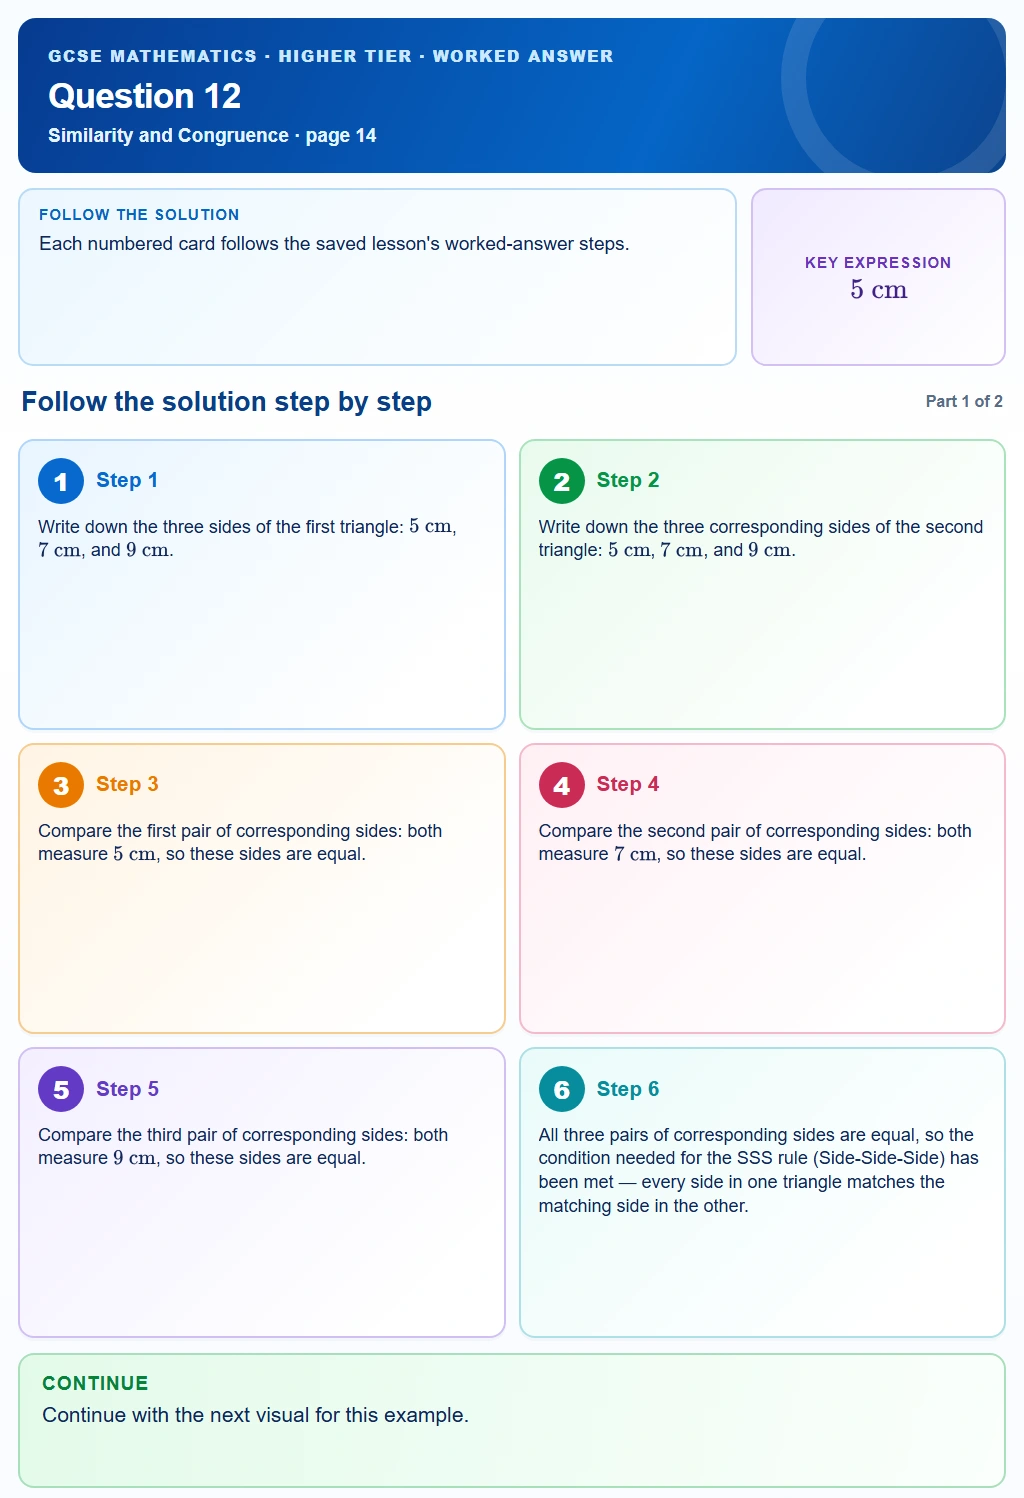 GCSE MATHEMATICS · HIGHER TIER · WORKED ANSWER
Question 12
Similarity and Congruence · page 14
FOLLOW THE SOLUTION
Each numbered card follows the saved lesson's worked-answer steps.
KEY EXPRESSION
5 cm
Follow the solution step by step
Part 1 of 2
1
Step 1
Write down the three sides of the first triangle: 5 cm,
7 cm, and 9 cm.
2
Step 2
Write down the three corresponding sides of the second
triangle: 5 cm, 7 cm, and 9 cm.
3
Step 3
Compare the first pair of corresponding sides: both
measure 5 cm, so these sides are equal.
4
Step 4
Compare the second pair of corresponding sides: both
measure 7 cm, so these sides are equal.
5
Step 5
Compare the third pair of corresponding sides: both
measure 9 cm, so these sides are equal.
6
Step 6
All three pairs of corresponding sides are equal, so the
condition needed for the SSS rule (Side-Side-Side) has
been met — every side in one triangle matches the
matching side in the other.
CONTINUE
Continue with the next visual for this example.